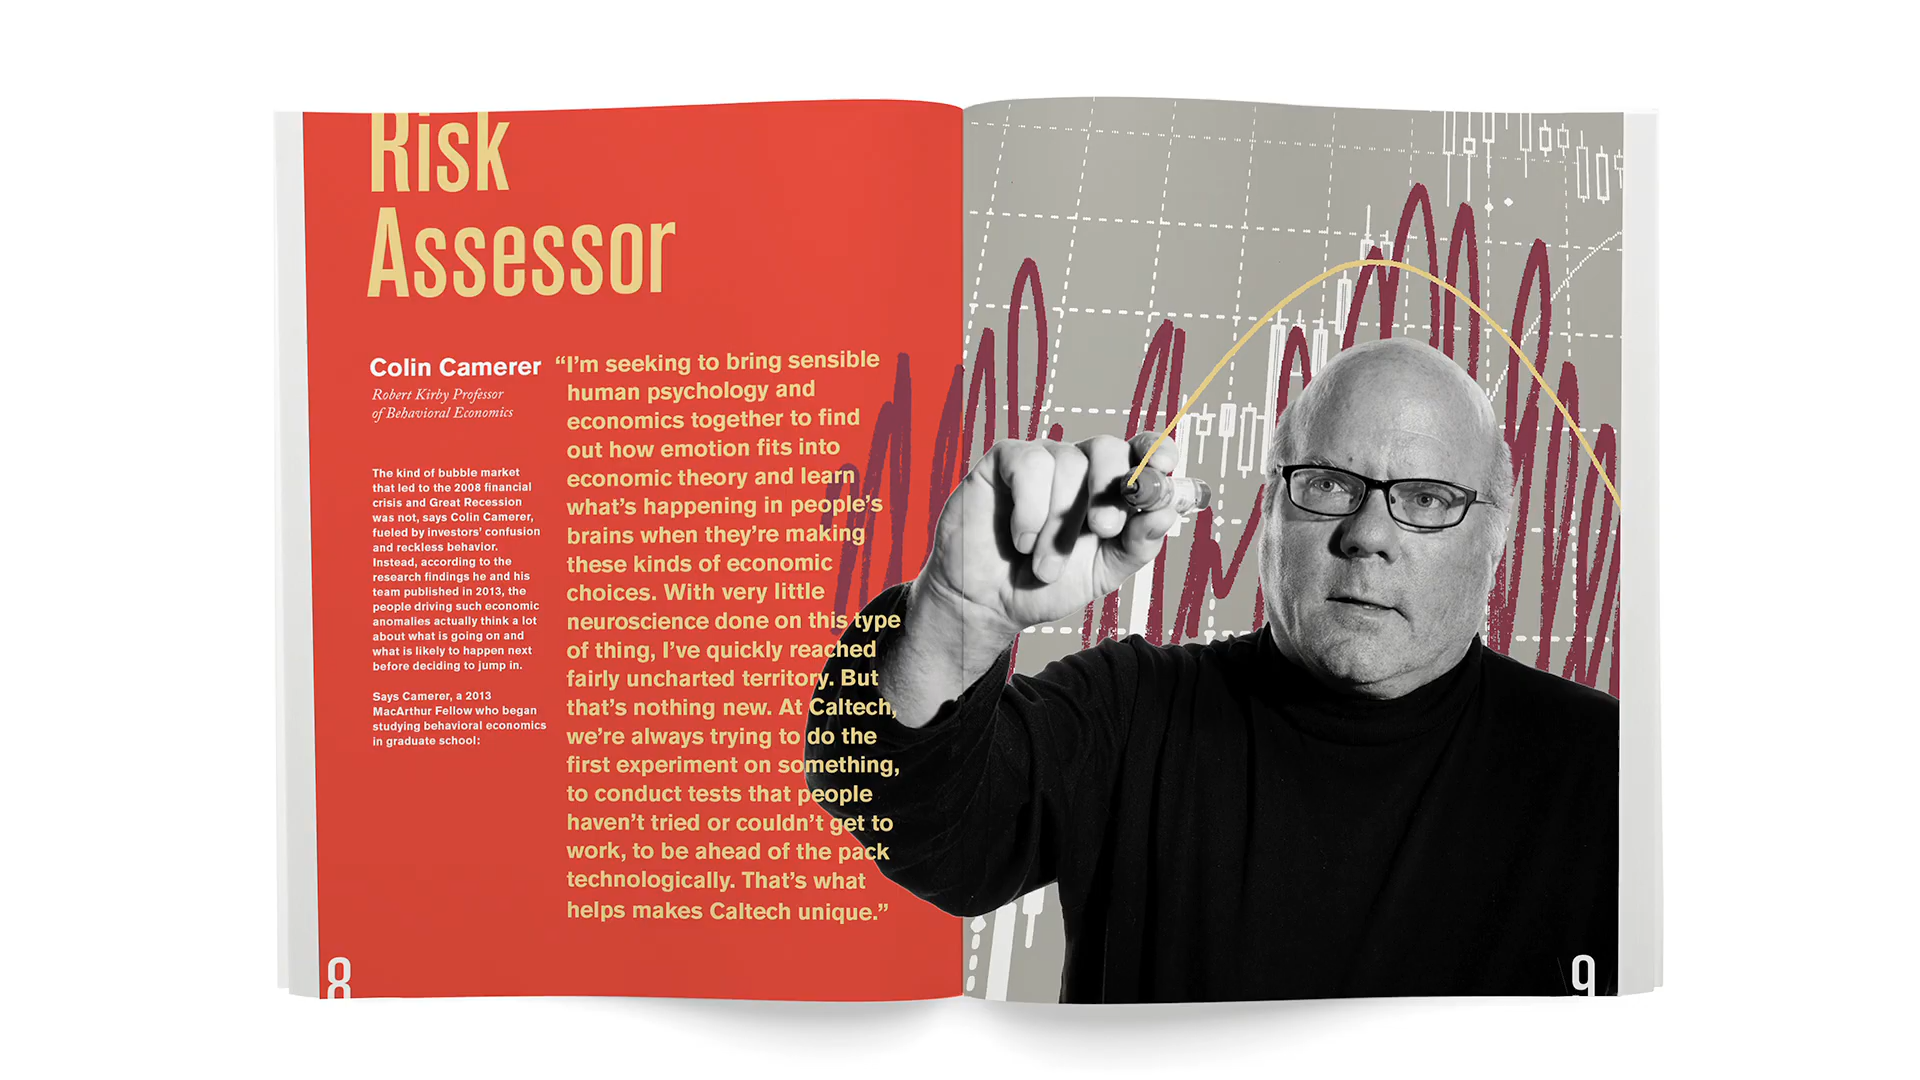 Risk
Assessor
Colin Camerer
Robert Kirby Professor
of Behavioral Economics
The kind of bubble market
that led to the 2008 financial
crisis and Great Recession
was not, says Colin Camerer,
fueled by investors’ confusion
and reckless behavior.
Instead, according to the
research findings he and his
team published in 2013, the
people driving such economic
anomalies actually think a lot
about what is going on and
what is likely to happen next
before deciding to jump in.
Says Camerer, a 2013
MacArthur Fellow who began
studying behavioral economics
in graduate school:
“I’m seeking to bring sensible
human psychology and
economics together to find
out how emotion fits into
economic theory and learn
what’s happening in people’s
brains when they’re making
these kinds of economic
choices. With very little
neuroscience done on this type
of thing, I’ve quickly reached
fairly uncharted territory. But
that’s nothing new. At Caltech,
we’re always trying to do the
first experiment on something,
to conduct tests that people
haven’t tried or couldn’t get to
work, to be ahead of the pack
technologically. That’s what
helps makes Caltech unique.”
8
9